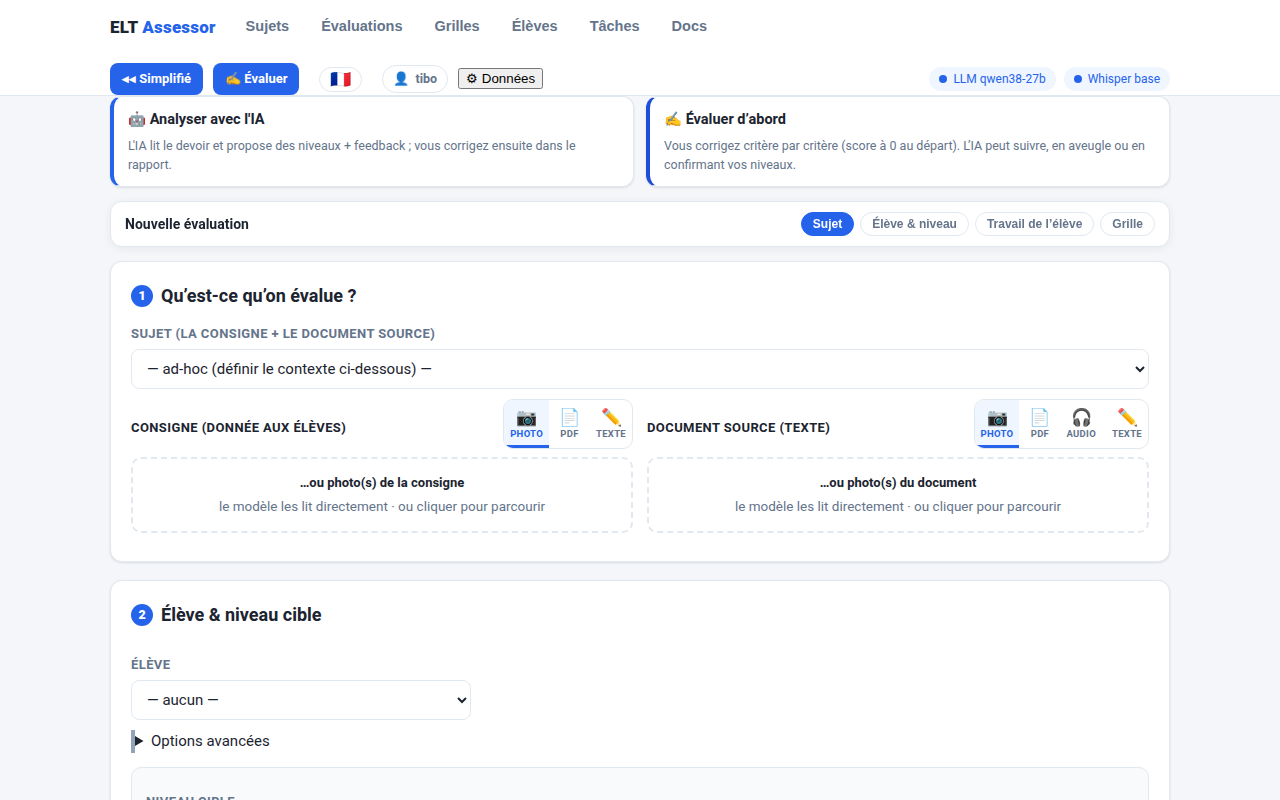 ELT Assessor
Sujets
Évaluations
Grilles
Élèves
Tâches
Docs
Simplifié
Évaluer
tibo
Données
LLM qwen38-27b
Whisper base
Analyser avec l'IA
L'IA lit le devoir et propose des niveaux + feedback ; vous corrigez ensuite dans le
rapport.
Évaluer d’abord
Vous corrigez critère par critère (score à 0 au départ). L’IA peut suivre, en aveugle ou en
confirmant vos niveaux.
Nouvelle évaluation
Sujet
Élève & niveau
Travail de l’élève
Grille
1 Qu’est-ce qu’on évalue ?
SUJET (LA CONSIGNE + LE DOCUMENT SOURCE)
— ad-hoc (définir le contexte ci-dessous) —
CONSIGNE (DONNÉE AUX ÉLÈVES)
PHOTO
PDF
TEXTE
DOCUMENT SOURCE (TEXTE)
PHOTO
PDF
AUDIO
TEXTE
…ou photo(s) de la consigne
le modèle les lit directement · ou cliquer pour parcourir
…ou photo(s) du document
le modèle les lit directement · ou cliquer pour parcourir
2 Élève & niveau cible
ÉLÈVE
— aucun —
Options avancées
NIVEAU CIBLE